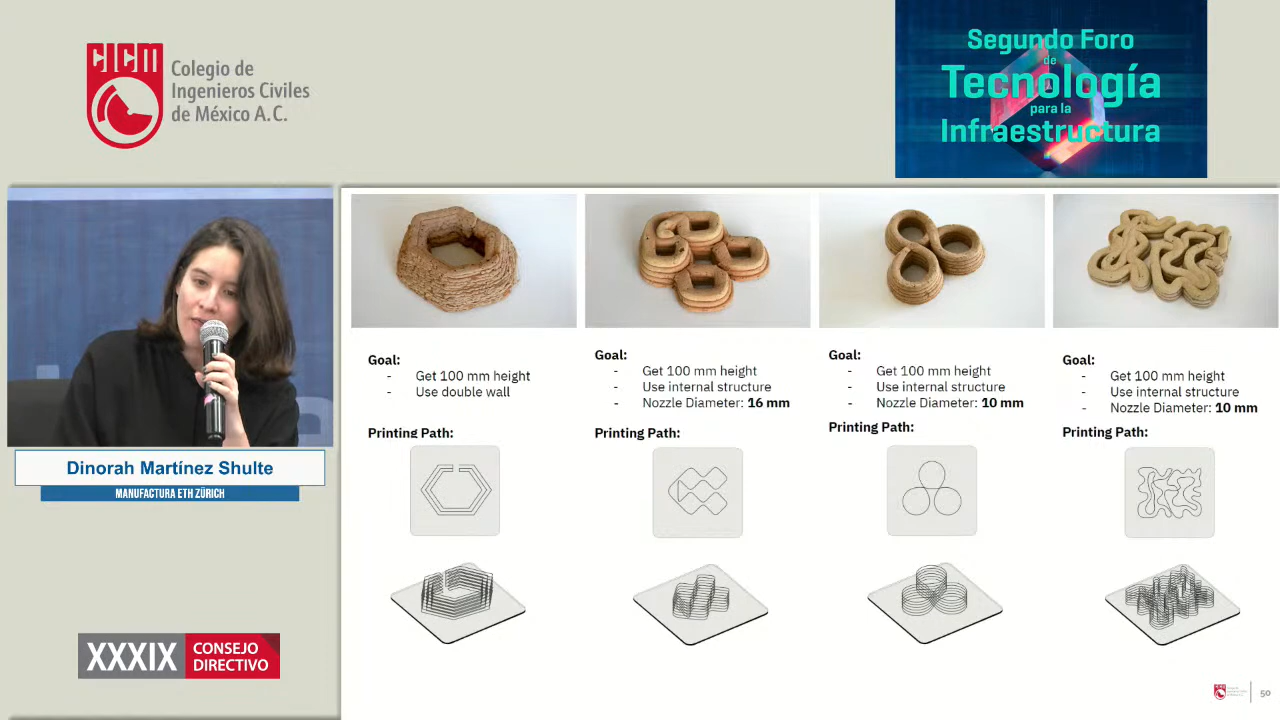 CICM
Colegio de
Ingenieros Civiles
de México A.C.
Segundo Foro
de
Tecnología
para la
Infraestructura
Dinorah Martínez Shulte
MANUFACTURA ETH ZÜRICH
XXXIX
CONSEJO
DIRECTIVO
Goal:
- Get 100 mm height
- Use double wall
Printing Path:
Goal:
- Get 100 mm height
- Use internal structure
- Nozzle Diameter: 16 mm
Printing Path:
Goal:
- Get 100 mm height
- Use internal structure
- Nozzle Diameter: 10 mm
Printing Path:
Goal:
- Get 100 mm height
- Use internal structure
- Nozzle Diameter: 10 mm
Printing Path:
50